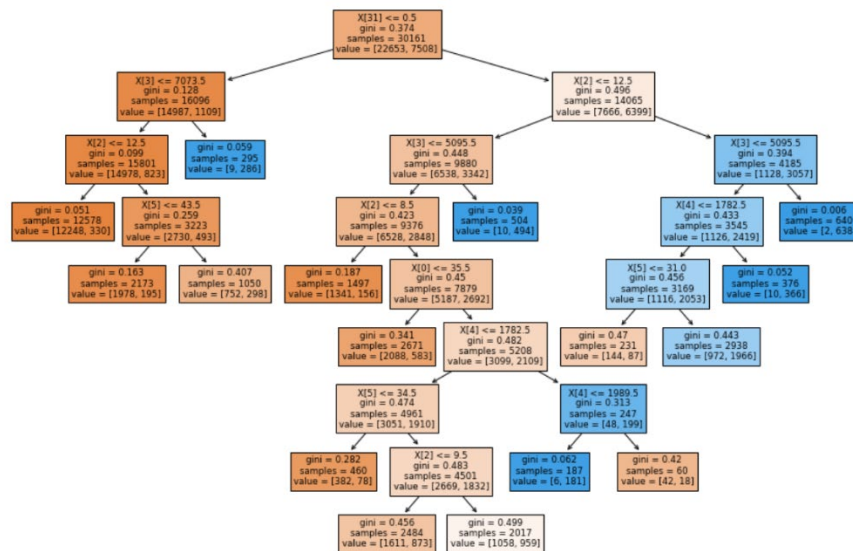 X[31] <= 0.5
gini = 0.374
samples = 30161
value = [22653, 7508]
X[3] <= 7073.5
gini = 0.128
samples = 16096
value = [14987, 1109]
X[2] <= 12.5
gini = 0.496
samples = 14065
value = [7666, 6399]
X[2] <= 12.5
gini = 0.099
samples = 15801
value = [14978, 823]
gini = 0.059
samples = 295
value = [9, 286]
X[3] <= 5095.5
gini = 0.448
samples = 9880
value = [6538, 3342]
X[3] <= 5095.5
gini = 0.394
samples = 4185
value = [1128, 3057]
gini = 0.051
samples = 12578
value = [12248, 330]
X[5] <= 43.5
gini = 0.259
samples = 3223
value = [2730, 493]
X[2] <= 8.5
gini = 0.423
samples = 9376
value = [6528, 2848]
gini = 0.039
samples = 504
value = [10, 494]
X[4] <= 1782.5
gini = 0.433
samples = 3545
value = [1126, 2419]
gini = 0.006
samples = 640
value = [2, 638]
gini = 0.163
samples = 2173
value = [1978, 195]
gini = 0.407
samples = 1050
value = [752, 298]
gini = 0.187
samples = 1497
value = [1341, 156]
X[0] <= 35.5
gini = 0.45
samples = 7879
value = [5187, 2692]
X[5] <= 31.0
gini = 0.456
samples = 3169
value = [1116, 2053]
gini = 0.052
samples = 376
value = [10, 366]
gini = 0.341
samples = 2671
value = [2088, 583]
X[4] <= 1782.5
gini = 0.482
samples = 5208
value = [3099, 2109]
gini = 0.47
samples = 231
value = [144, 87]
gini = 0.443
samples = 2938
value = [972, 1966]
X[5] <= 34.5
gini = 0.474
samples = 4961
value = [3051, 1910]
X[4] <= 1989.5
gini = 0.313
samples = 247
value = [48, 199]
gini = 0.282
samples = 460
value = [382, 78]
X[2] <= 9.5
gini = 0.483
samples = 4501
value = [2669, 1832]
gini = 0.062
samples = 187
value = [6, 181]
gini = 0.42
samples = 60
value = [42, 18]
gini = 0.456
samples = 2484
value = [1611, 873]
gini = 0.499
samples = 2017
value = [1058, 959]